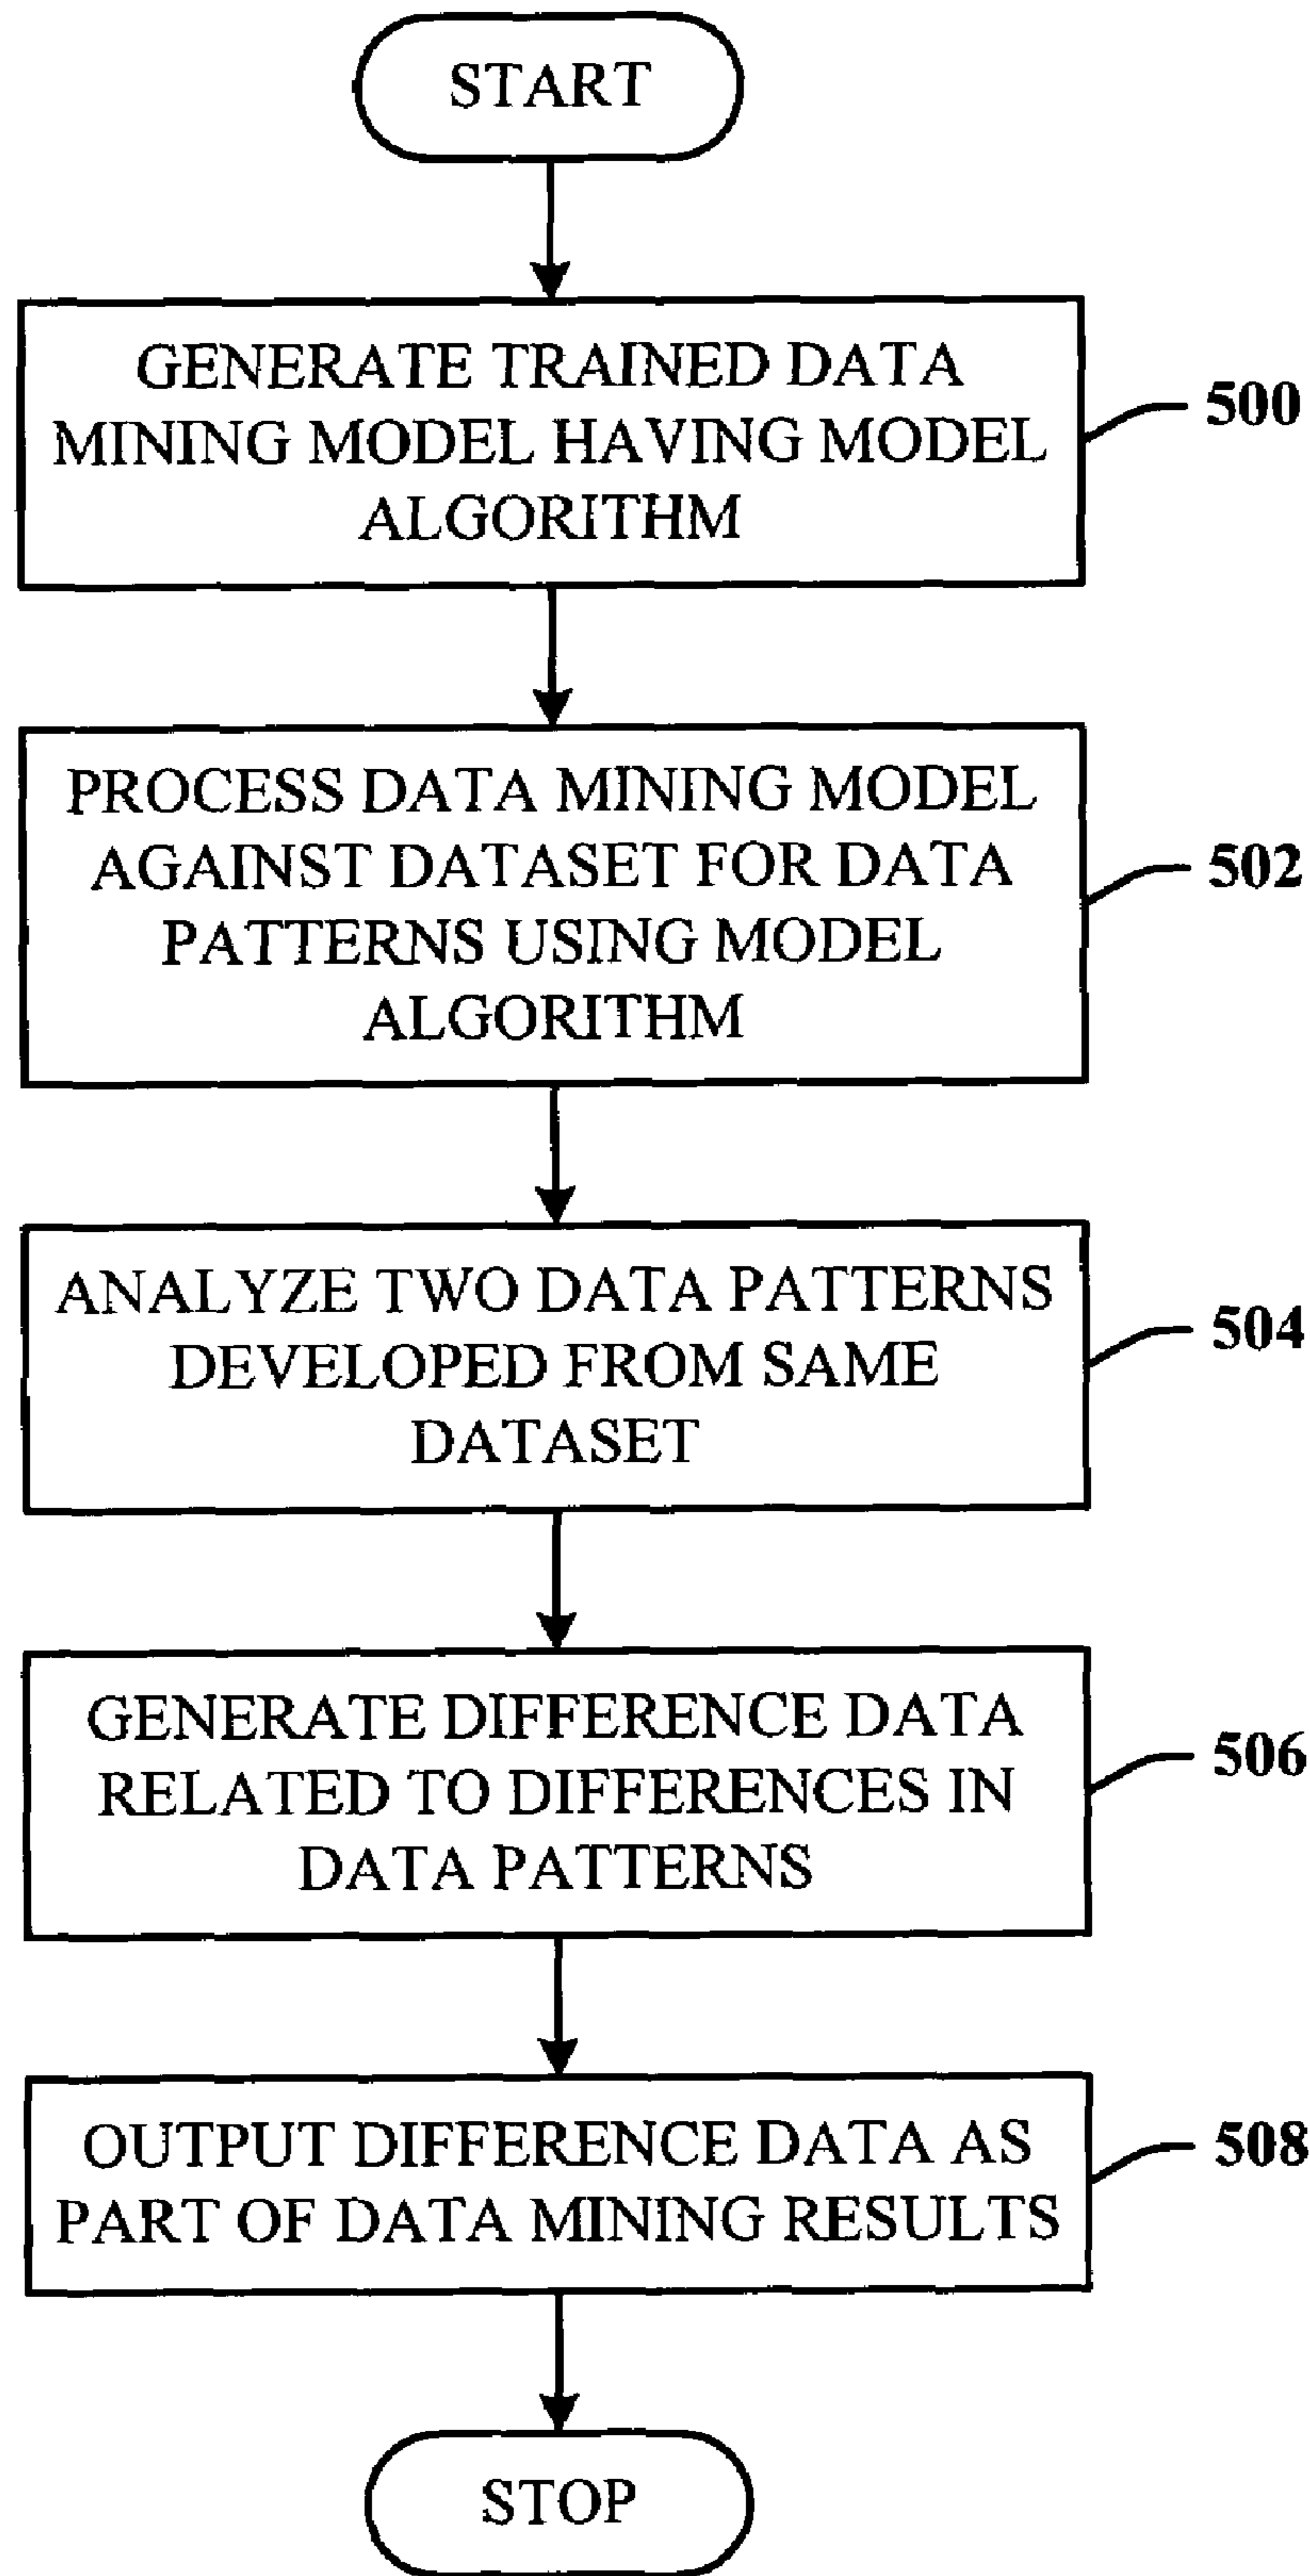 START
GENERATE TRAINED DATA
MINING MODEL HAVING MODEL
ALGORITHM
500
PROCESS DATA MINING MODEL
AGAINST DATASET FOR DATA
PATTERNS USING MODEL
ALGORITHM
502
ANALYZE TWO DATA PATTERNS
DEVELOPED FROM SAME
DATASET
504
GENERATE DIFFERENCE DATA
RELATED TO DIFFERENCES IN
DATA PATTERNS
506
OUTPUT DIFFERENCE DATA AS
PART OF DATA MINING RESULTS
508
STOP